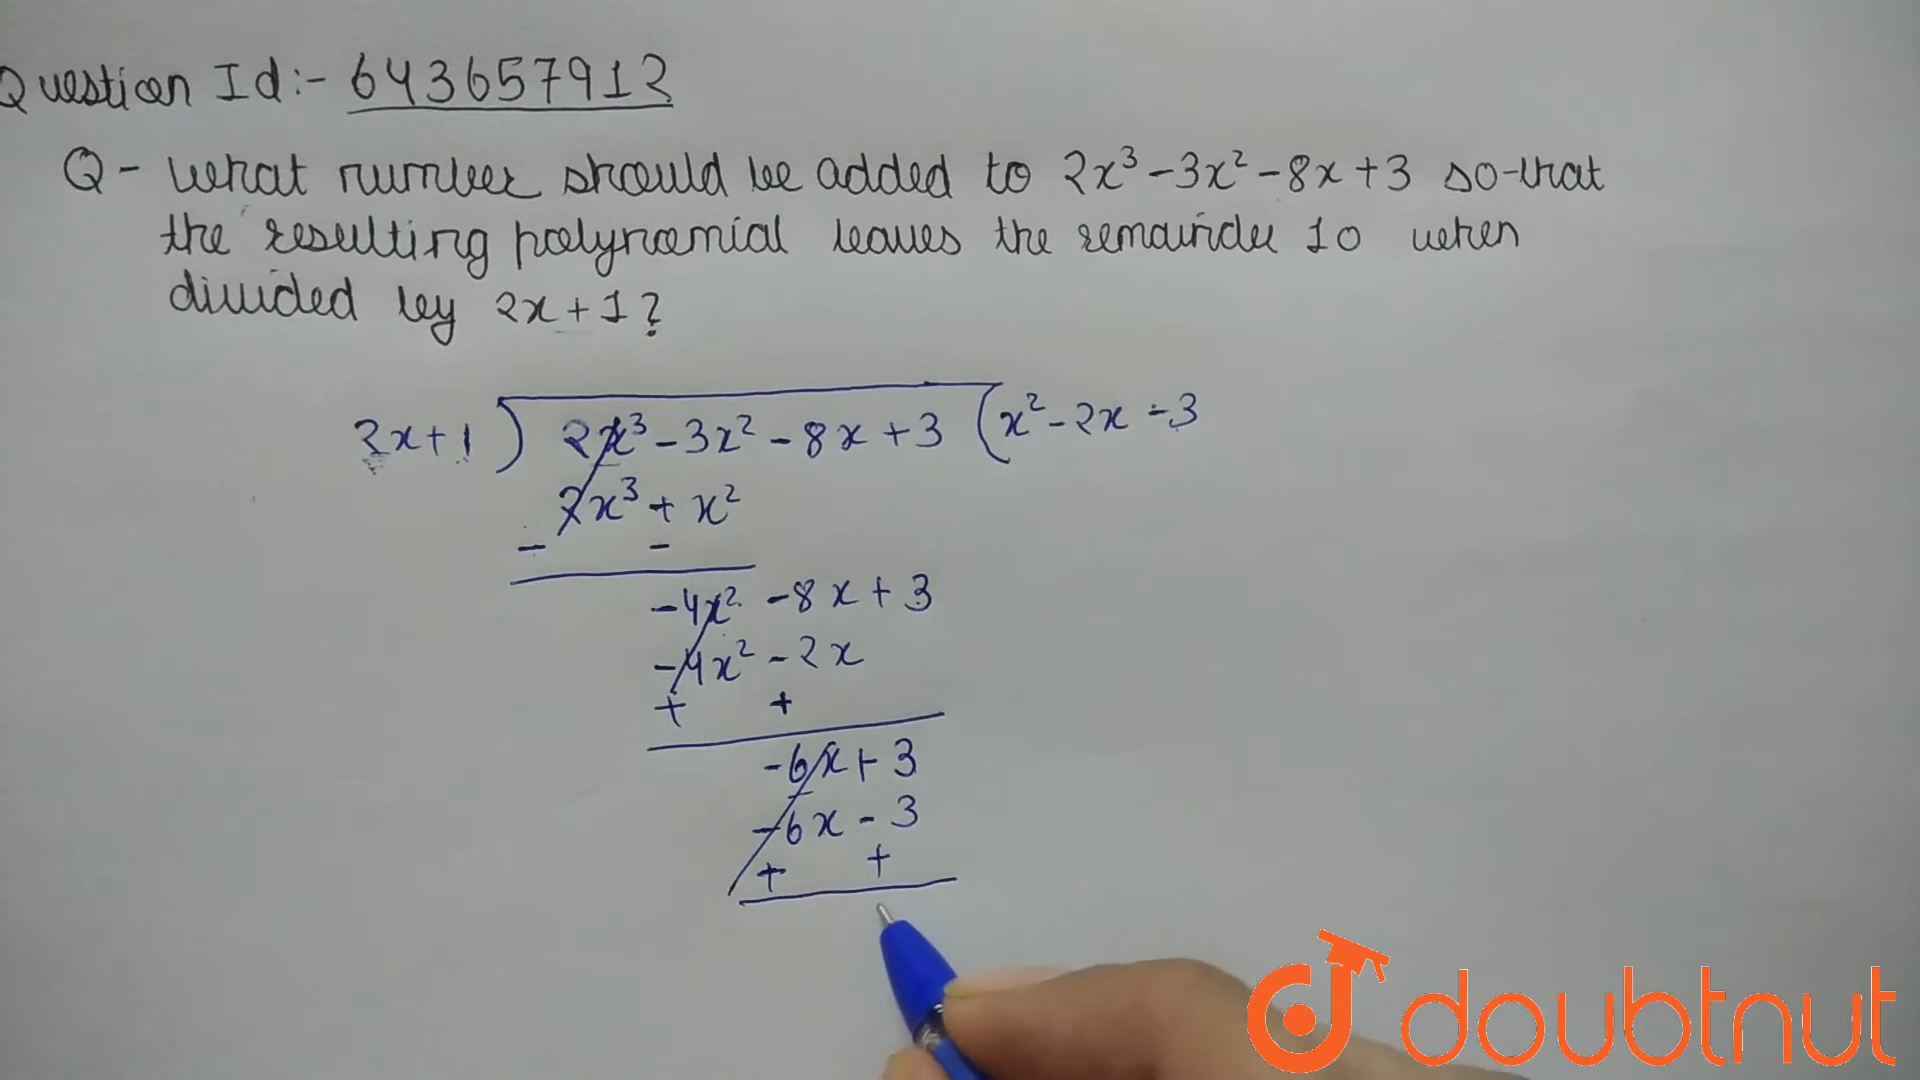 Question Id:- 643657912
Q - What number should be added to 2x³-3x²-8x+3 so-that
the resulting polynomial leaves the remainder 10 when
divided by 2x+1?
2x+1 ) 2x³-3x²-8x+3 ( x²-2x-3
2x³+x²
- -
-4x²-8x+3
-4x²-2x
+ +
-6x+3
-6x-3
+ +
doubtnut